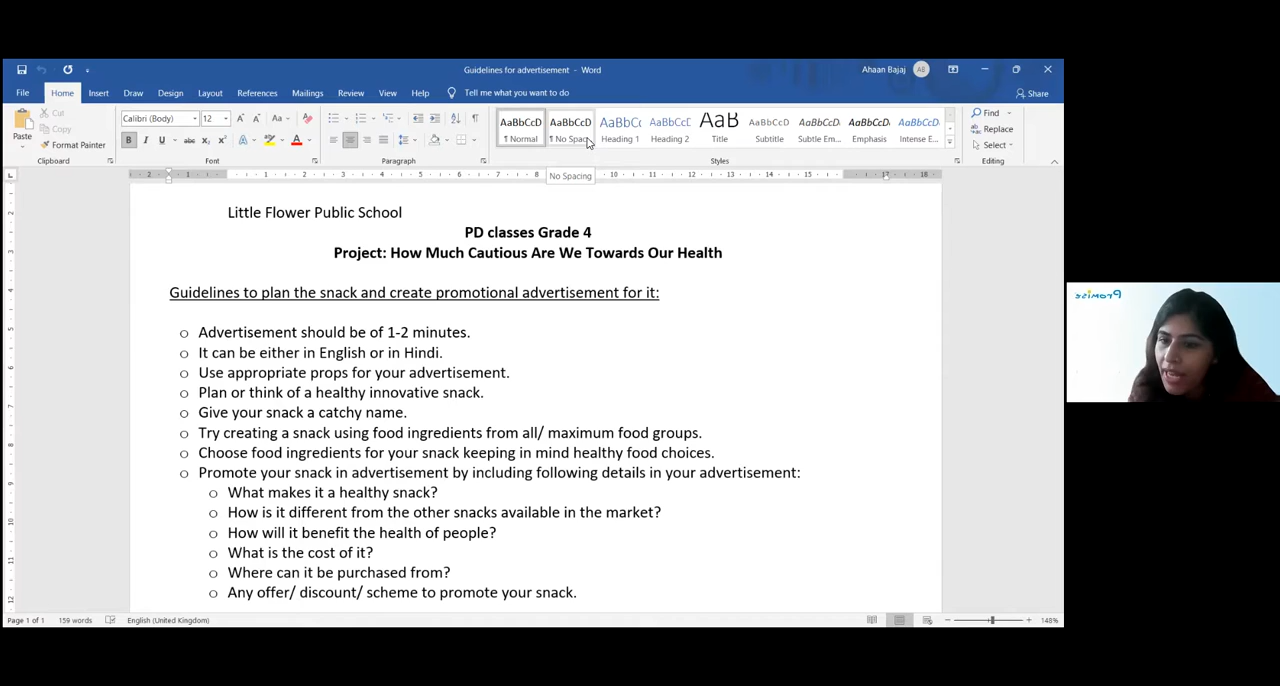 Guidelines for advertisement - Word
Ahaan Bajaj AB
File Home Insert Draw Design Layout References Mailings Review View Help Tell me what you want to do Share
Paste
Cut
Copy
Format Painter
Clipboard
Calibri (Body) 12
Font
Paragraph
AaBbCcD ¶ Normal
AaBbCcD ¶ No Spac
AaBbCc Heading 1
AaBbCcD Heading 2
AaB Title
AaBbCcD Subtitle
AaBbCcD Subtle Em...
AaBbCcD Emphasis
AaBbCcD Intense E...
Styles
Find
Replace
Select
Editing
No Spacing
Little Flower Public School
PD classes Grade 4
Project: How Much Cautious Are We Towards Our Health
Guidelines to plan the snack and create promotional advertisement for it:
o Advertisement should be of 1-2 minutes.
o It can be either in English or in Hindi.
o Use appropriate props for your advertisement.
o Plan or think of a healthy innovative snack.
o Give your snack a catchy name.
o Try creating a snack using food ingredients from all/ maximum food groups.
o Choose food ingredients for your snack keeping in mind healthy food choices.
o Promote your snack in advertisement by including following details in your advertisement:
o What makes it a healthy snack?
o How is it different from the other snacks available in the market?
o How will it benefit the health of people?
o What is the cost of it?
o Where can it be purchased from?
o Any offer/ discount/ scheme to promote your snack.
Promise
Page 1 of 1 159 words English (United Kingdom) 148%